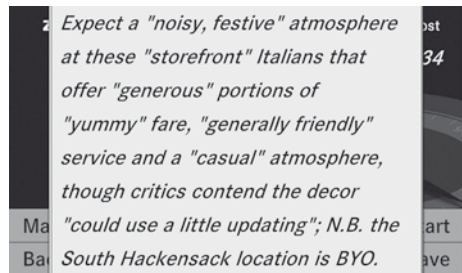 Expect a "noisy, festive" atmosphere
at these "storefront" Italians that
offer "generous" portions of
34
"yummy" fare, "generally friendly"
service and a "casual" atmosphere,
though critics contend the decor
"could use a little updating"; N.B. the
South Hackensack location is BYO.